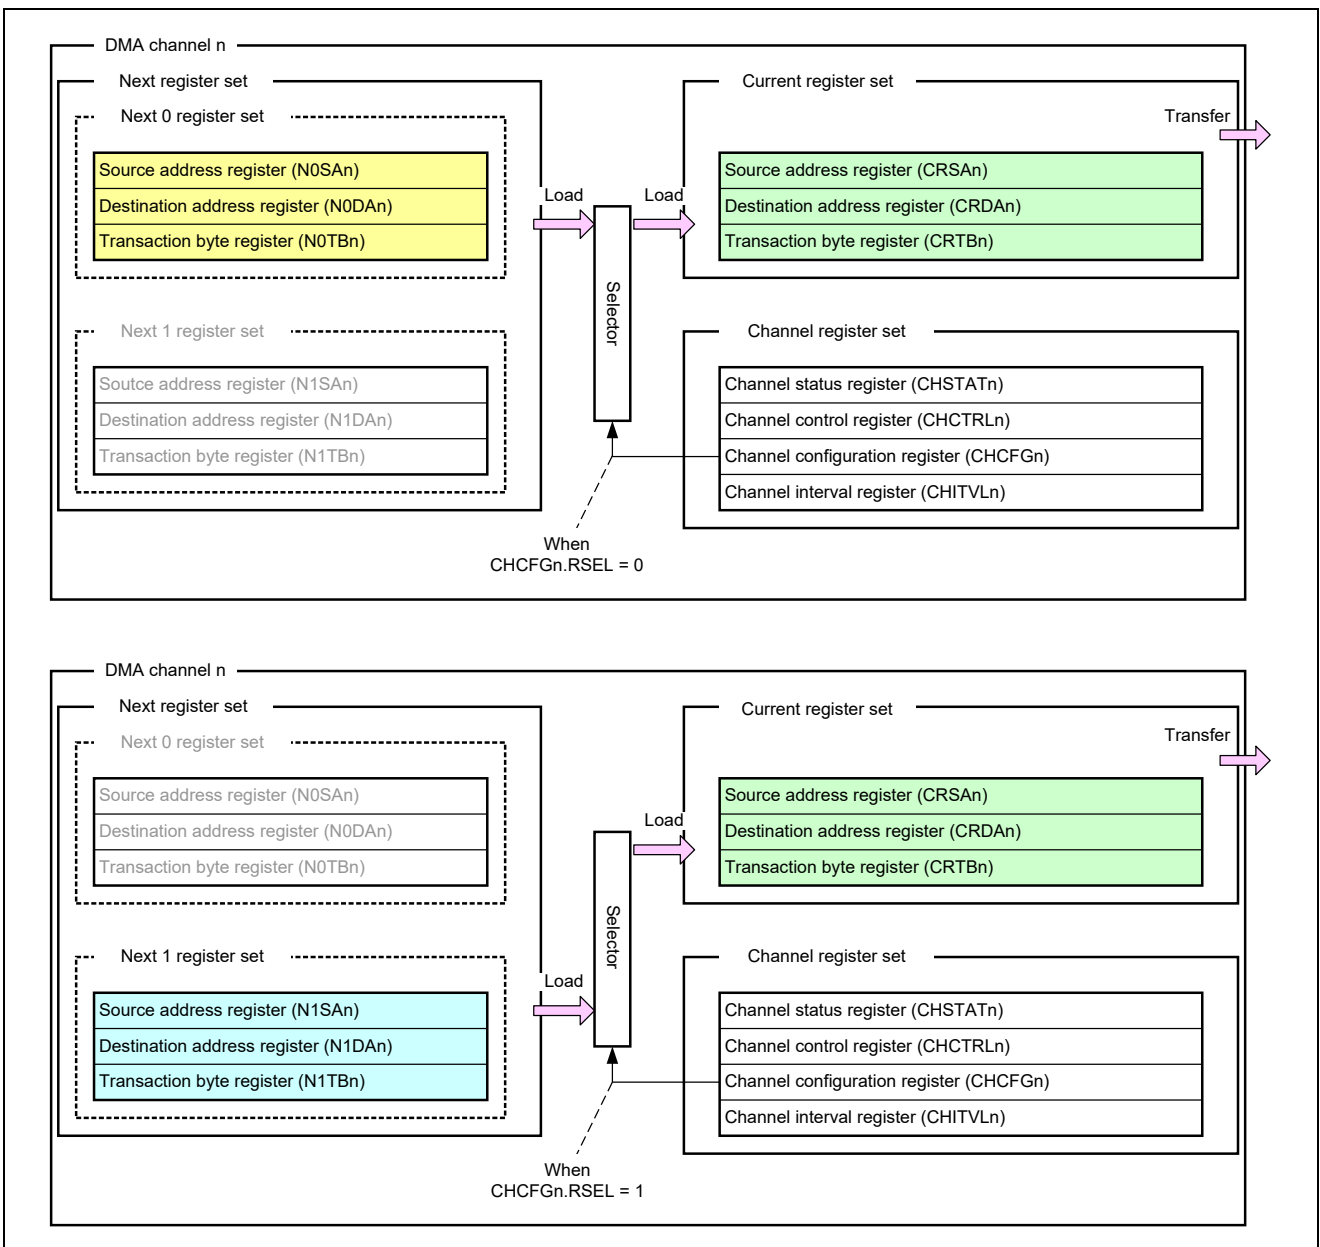 DMA channel n
Next register set
Next 0 register set
Source address register (N0SAn)
Destination address register (N0DAn)
Transaction byte register (N0TBn)
Next 1 register set
Soutce address register (N1SAn)
Destination address register (N1DAn)
Transaction byte register (N1TBn)
Load
Selector
Load
When
CHCFGn.RSEL = 0
Current register set
Transfer
Source address register (CRSAn)
Destination address register (CRDAn)
Transaction byte register (CRTBn)
Channel register set
Channel status register (CHSTATn)
Channel control register (CHCTRLn)
Channel configuration register (CHCFGn)
Channel interval register (CHITVLn)
DMA channel n
Next register set
Next 0 register set
Source address register (N0SAn)
Destination address register (N0DAn)
Transaction byte register (N0TBn)
Next 1 register set
Source address register (N1SAn)
Destination address register (N1DAn)
Transaction byte register (N1TBn)
Load
Selector
Load
When
CHCFGn.RSEL = 1
Current register set
Transfer
Source address register (CRSAn)
Destination address register (CRDAn)
Transaction byte register (CRTBn)
Channel register set
Channel status register (CHSTATn)
Channel control register (CHCTRLn)
Channel configuration register (CHCFGn)
Channel interval register (CHITVLn)